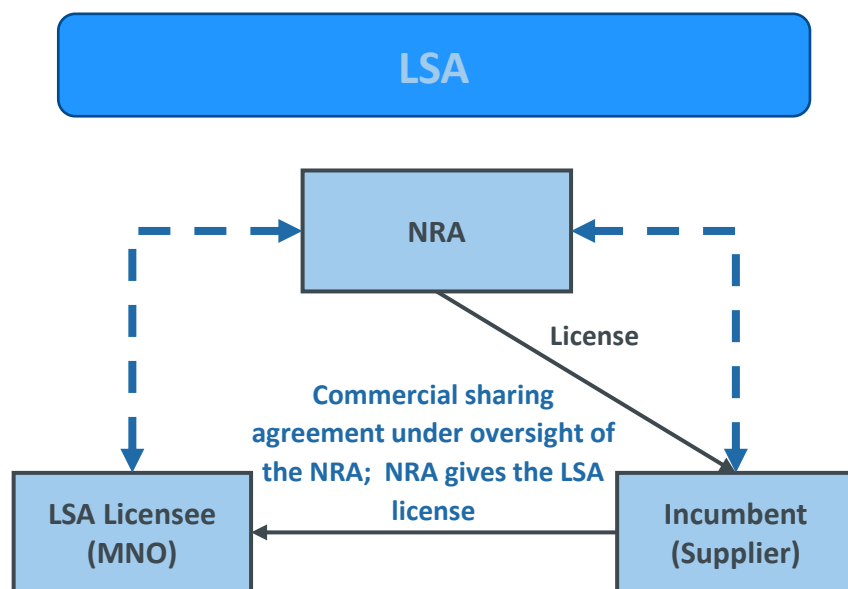 LSA
NRA
License
Commercial sharing
agreement under oversight of
the NRA;  NRA gives the LSA
license
LSA Licensee
(MNO)
Incumbent
(Supplier)